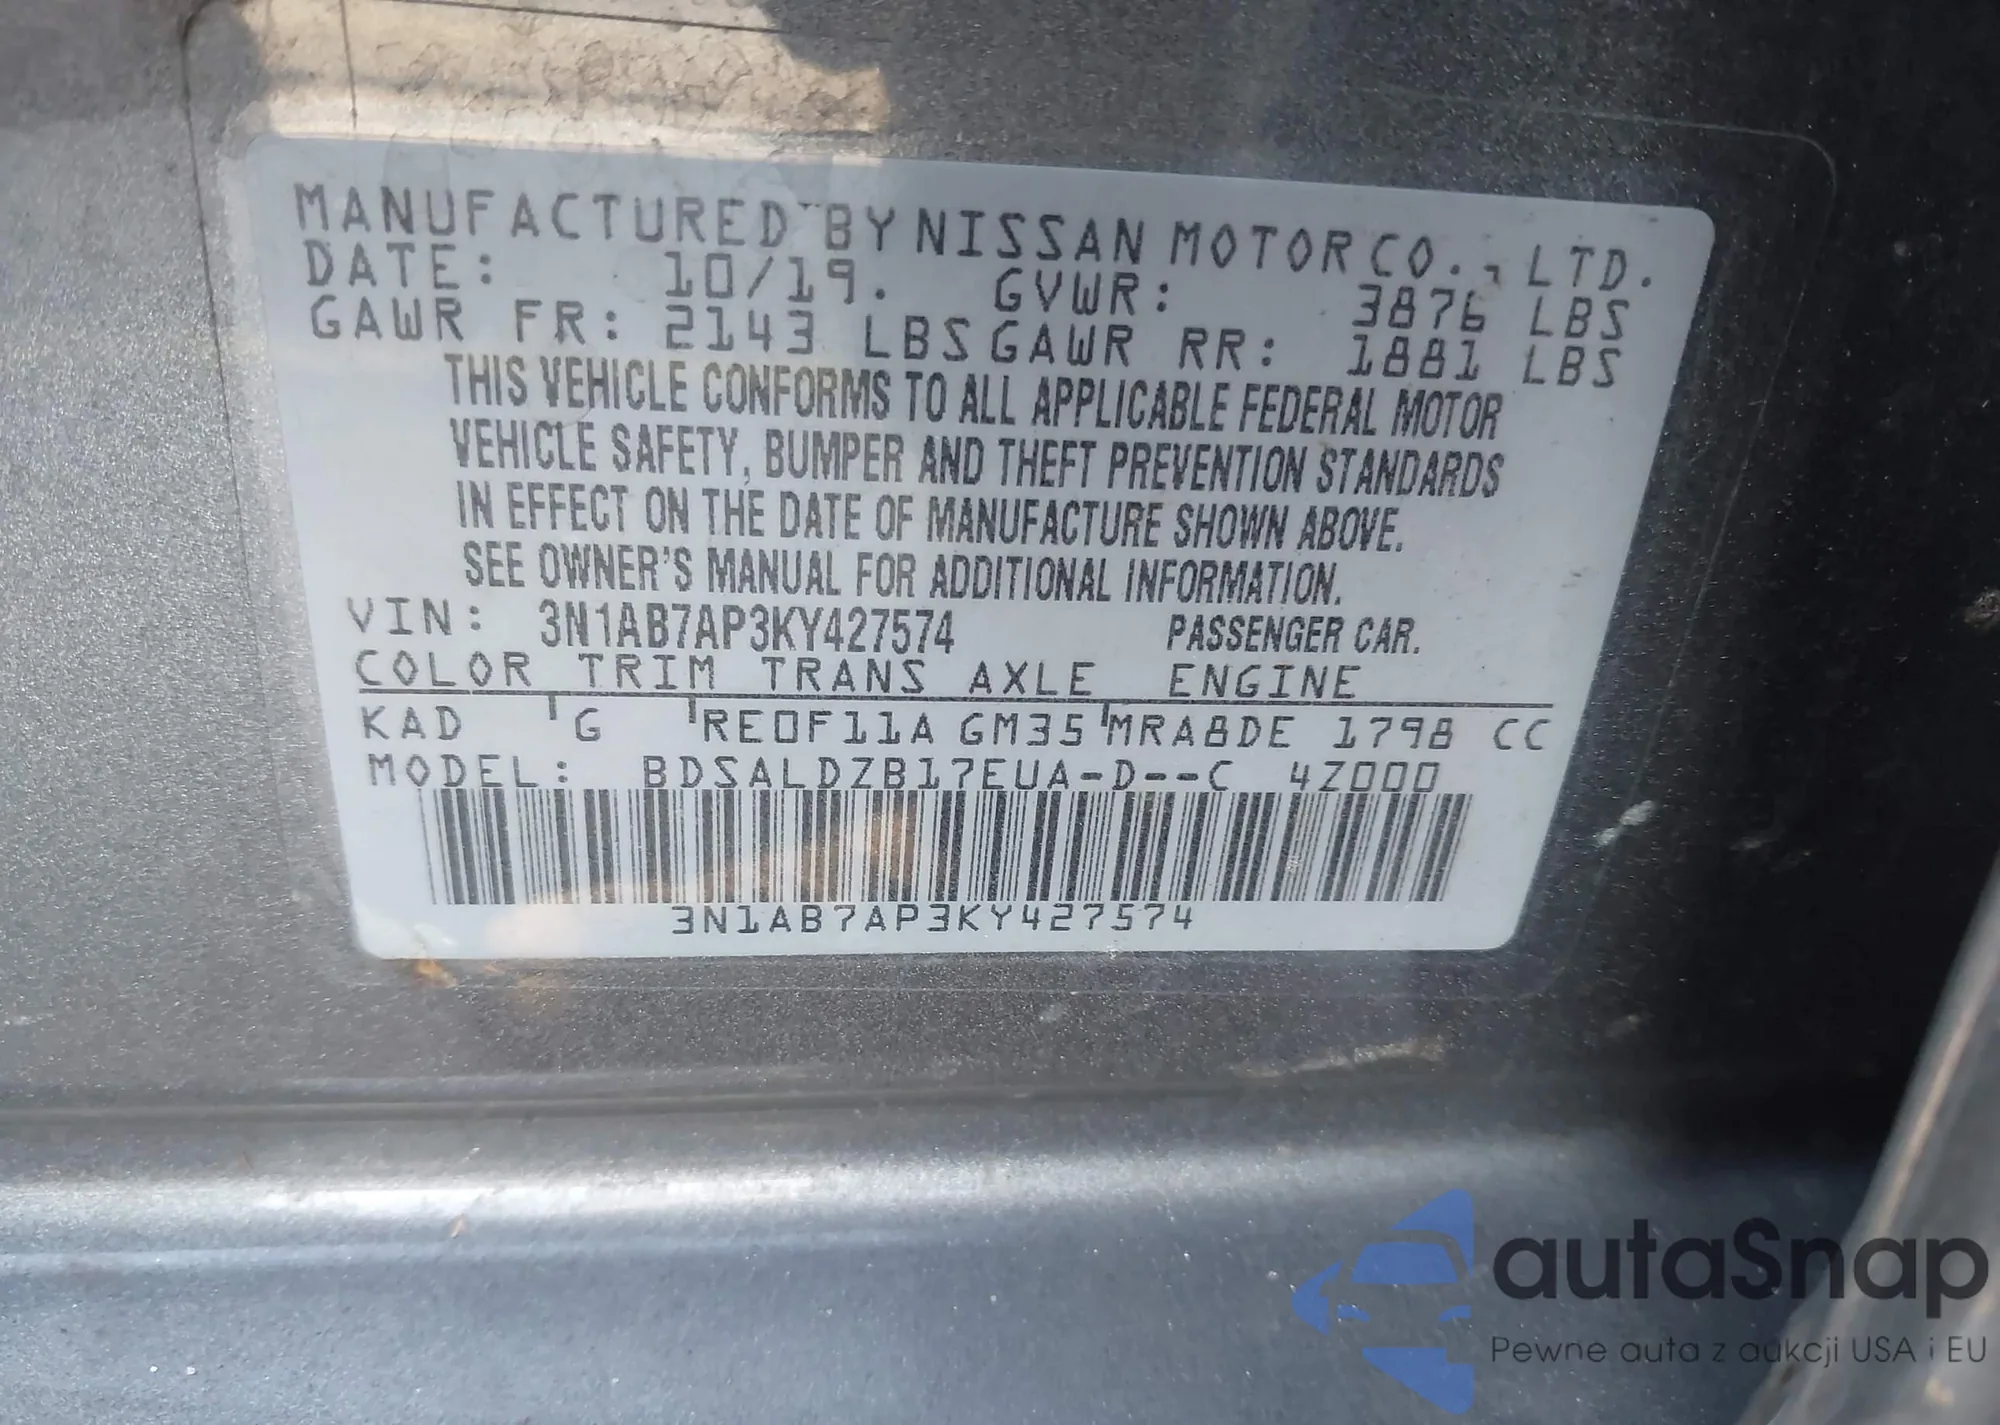 MANUFACTURED BY NISSAN MOTOR CO., LTD.
DATE: 10/19. GVWR: 3876 LBS
GAWR FR: 2143 LBS GAWR RR: 1881 LBS
THIS VEHICLE CONFORMS TO ALL APPLICABLE FEDERAL MOTOR
VEHICLE SAFETY, BUMPER AND THEFT PREVENTION STANDARDS
IN EFFECT ON THE DATE OF MANUFACTURE SHOWN ABOVE.
SEE OWNER'S MANUAL FOR ADDITIONAL INFORMATION.
VIN: 3N1AB7AP3KY427574 PASSENGER CAR.
COLOR TRIM TRANS AXLE ENGINE
KAD G RE0F11A GM35 MRA8DE 1798 CC
MODEL: BDSALDZB17EUA-D--C 4Z000
3N1AB7AP3KY427574
autaSnap
Pewne auta z aukcji USA i EU